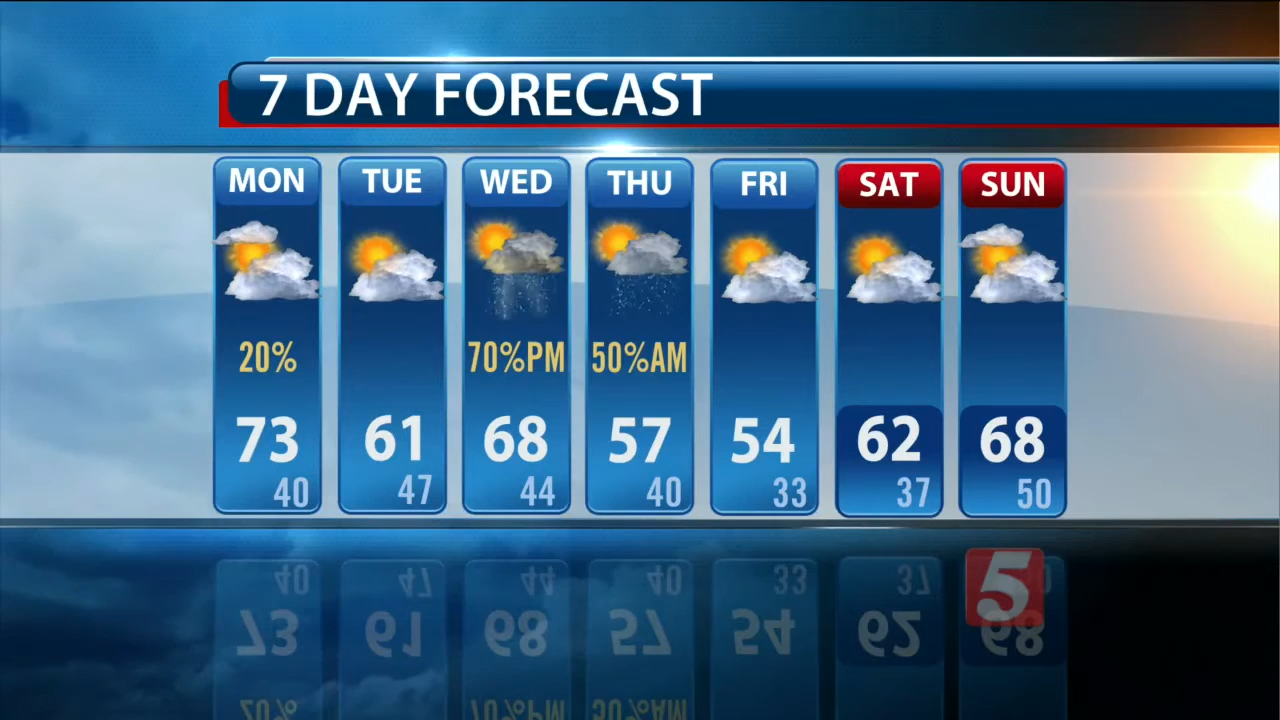 7 DAY FORECAST
MON TUE WED THU FRI SAT SUN
20% 70%PM 50%AM
73 61 68 57 54 62 68
40 47 44 40 33 37 50
5